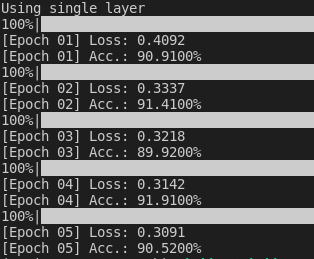 Using single layer
100%|
[Epoch 01] Loss: 0.4092
[Epoch 01] Acc.: 90.9100%
100%|
[Epoch 02] Loss: 0.3337
[Epoch 02] Acc.: 91.4100%
100%|
[Epoch 03] Loss: 0.3218
[Epoch 03] Acc.: 89.9200%
100%|
[Epoch 04] Loss: 0.3142
[Epoch 04] Acc.: 91.9100%
100%|
[Epoch 05] Loss: 0.3091
[Epoch 05] Acc.: 90.5200%